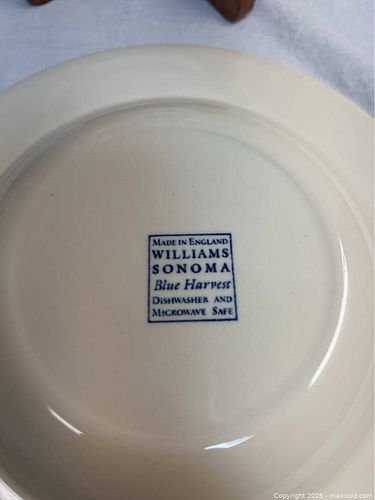 MADE IN ENGLAND
WILLIAMS
SONOMA
Blue Harvest
DISHWASHER AND
MICROWAVE SAFE
Copyright 2025 - maxsold.com